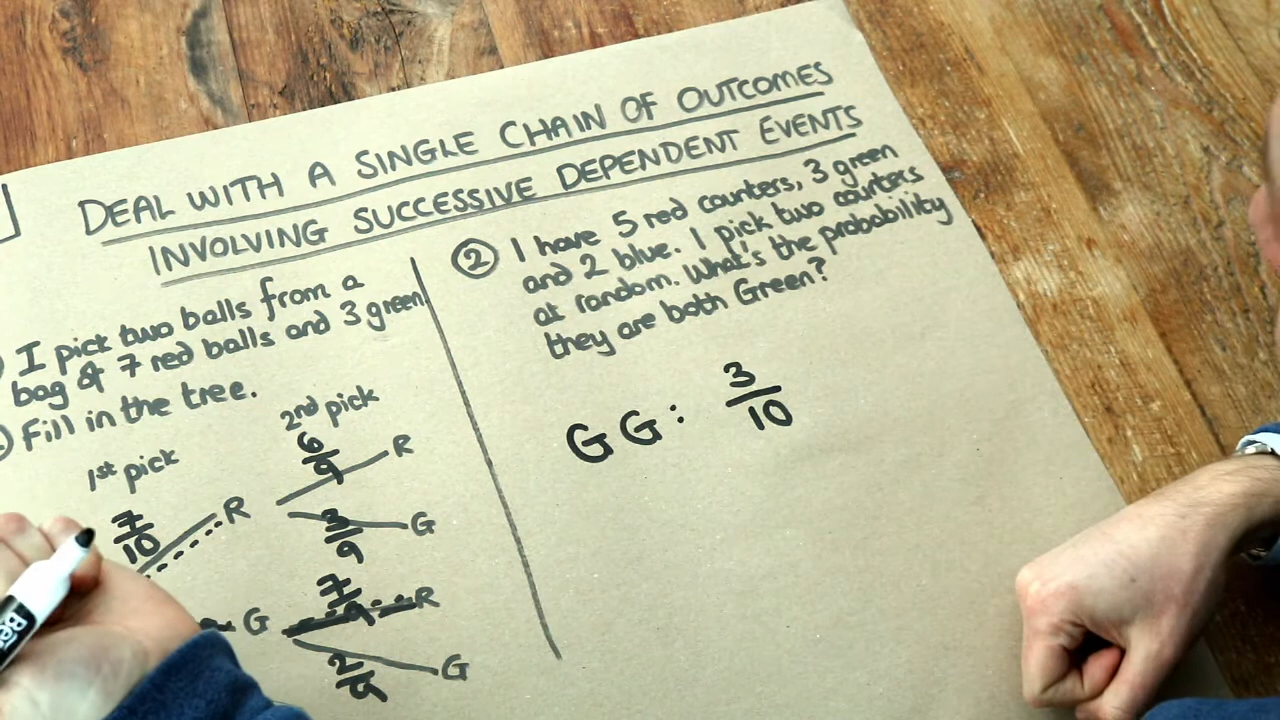 DEAL WITH A SINGLE CHAIN OF OUTCOMES
INVOLVING SUCCESSIVE DEPENDENT EVENTS
I pick two balls from a
bag of 7 red balls and 3 green.
Fill in the tree.
1st pick
2nd pick
7/10
R
6/9
R
3/9
G
G
7/9
R
2/9
G
② I have 5 red counters, 3 green
and 2 blue. I pick two counters
at random. What's the probability
they are both Green?
GG: 3/10